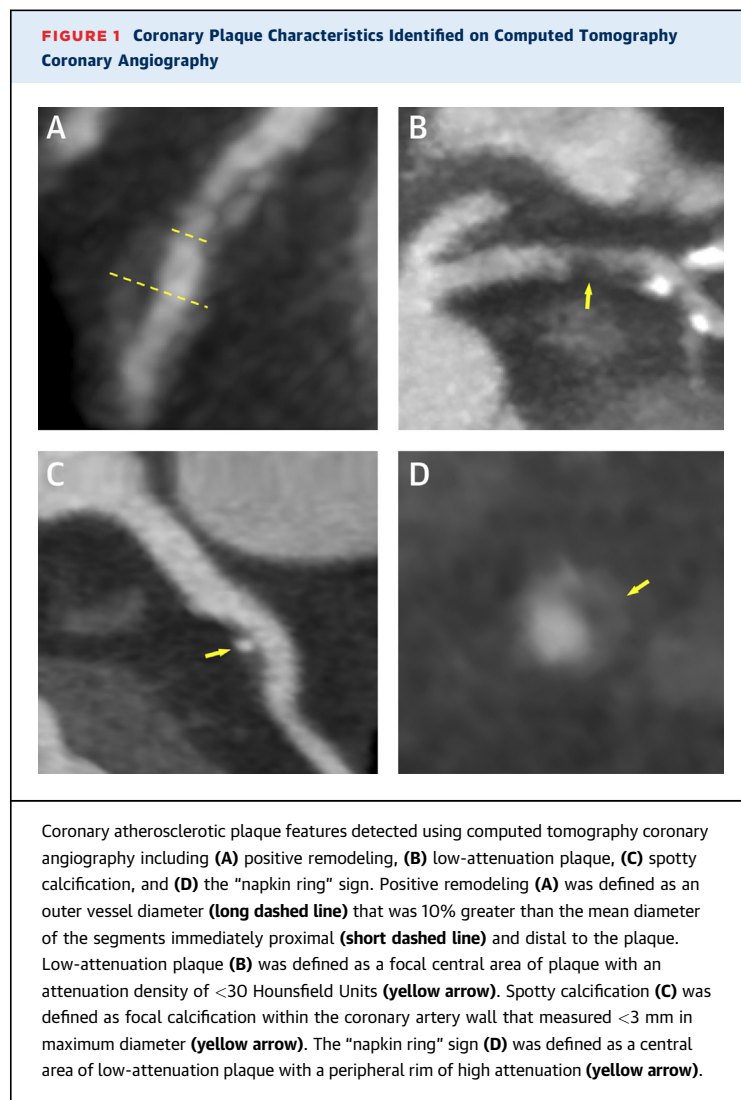 FIGURE 1 Coronary Plaque Characteristics Identified on Computed Tomography
Coronary Angiography
A
B
C
D
Coronary atherosclerotic plaque features detected using computed tomography coronary
angiography including (A) positive remodeling, (B) low-attenuation plaque, (C) spotty
calcification, and (D) the “napkin ring” sign. Positive remodeling (A) was defined as an
outer vessel diameter (long dashed line) that was 10% greater than the mean diameter
of the segments immediately proximal (short dashed line) and distal to the plaque.
Low-attenuation plaque (B) was defined as a focal central area of plaque with an
attenuation density of <30 Hounsfield Units (yellow arrow). Spotty calcification (C) was
defined as focal calcification within the coronary artery wall that measured <3 mm in
maximum diameter (yellow arrow). The “napkin ring” sign (D) was defined as a central
area of low-attenuation plaque with a peripheral rim of high attenuation (yellow arrow).